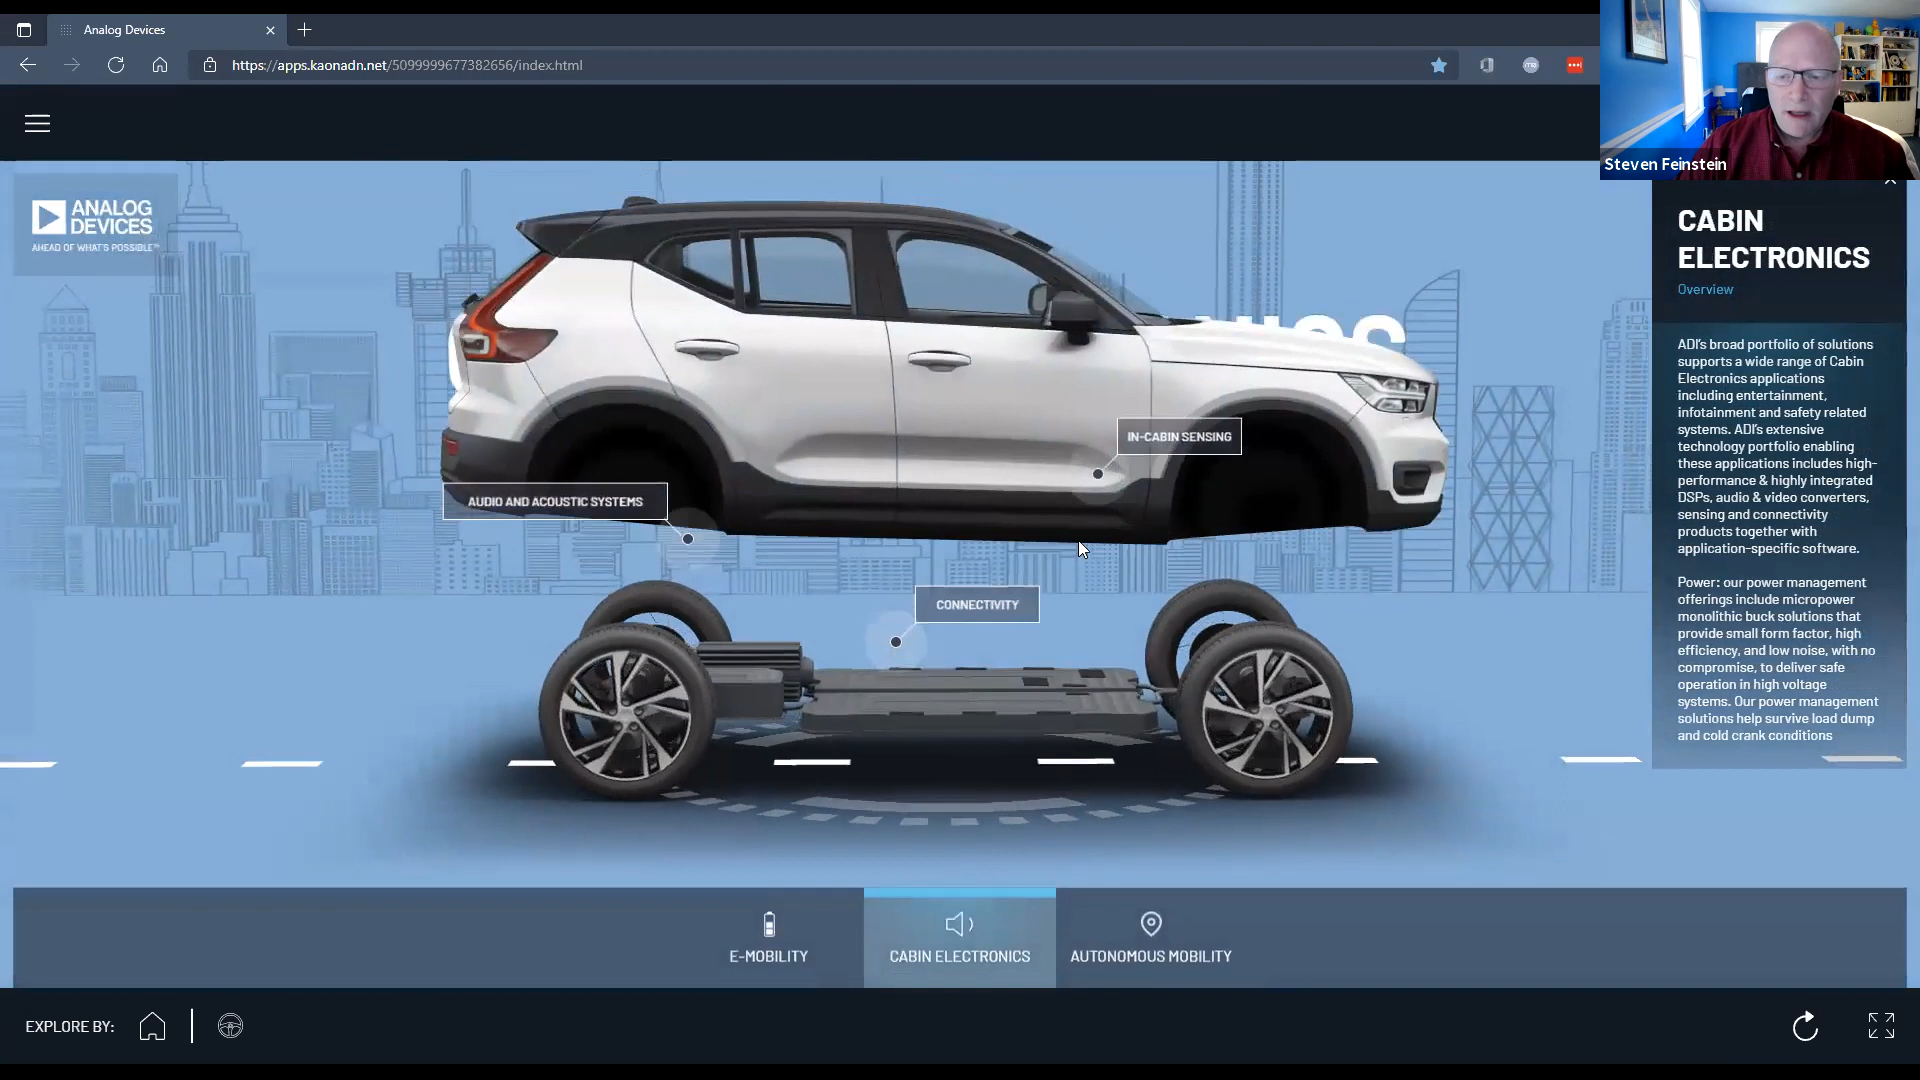 Analog Devices
https://apps.kaonadn.net/5099999677382656/index.html
Steven Feinstein
ANALOG
DEVICES
AHEAD OF WHAT'S POSSIBLE™
CABIN
ELECTRONICS
Overview
ADI's broad portfolio of solutions
supports a wide range of Cabin
Electronics applications
including entertainment,
infotainment and safety related
systems. ADI's extensive
technology portfolio enabling
these applications includes high-
performance & highly integrated
DSPs, audio & video converters,
sensing and connectivity
products together with
application-specific software.
Power: our power management
offerings include micropower
monolithic buck solutions that
provide small form factor, high
efficiency, and low noise, with no
compromise, to deliver safe
operation in high voltage
systems. Our power management
solutions help survive load dump
and cold crank conditions
IN-CABIN SENSING
AUDIO AND ACOUSTIC SYSTEMS
CONNECTIVITY
E-MOBILITY
CABIN ELECTRONICS
AUTONOMOUS MOBILITY
EXPLORE BY: